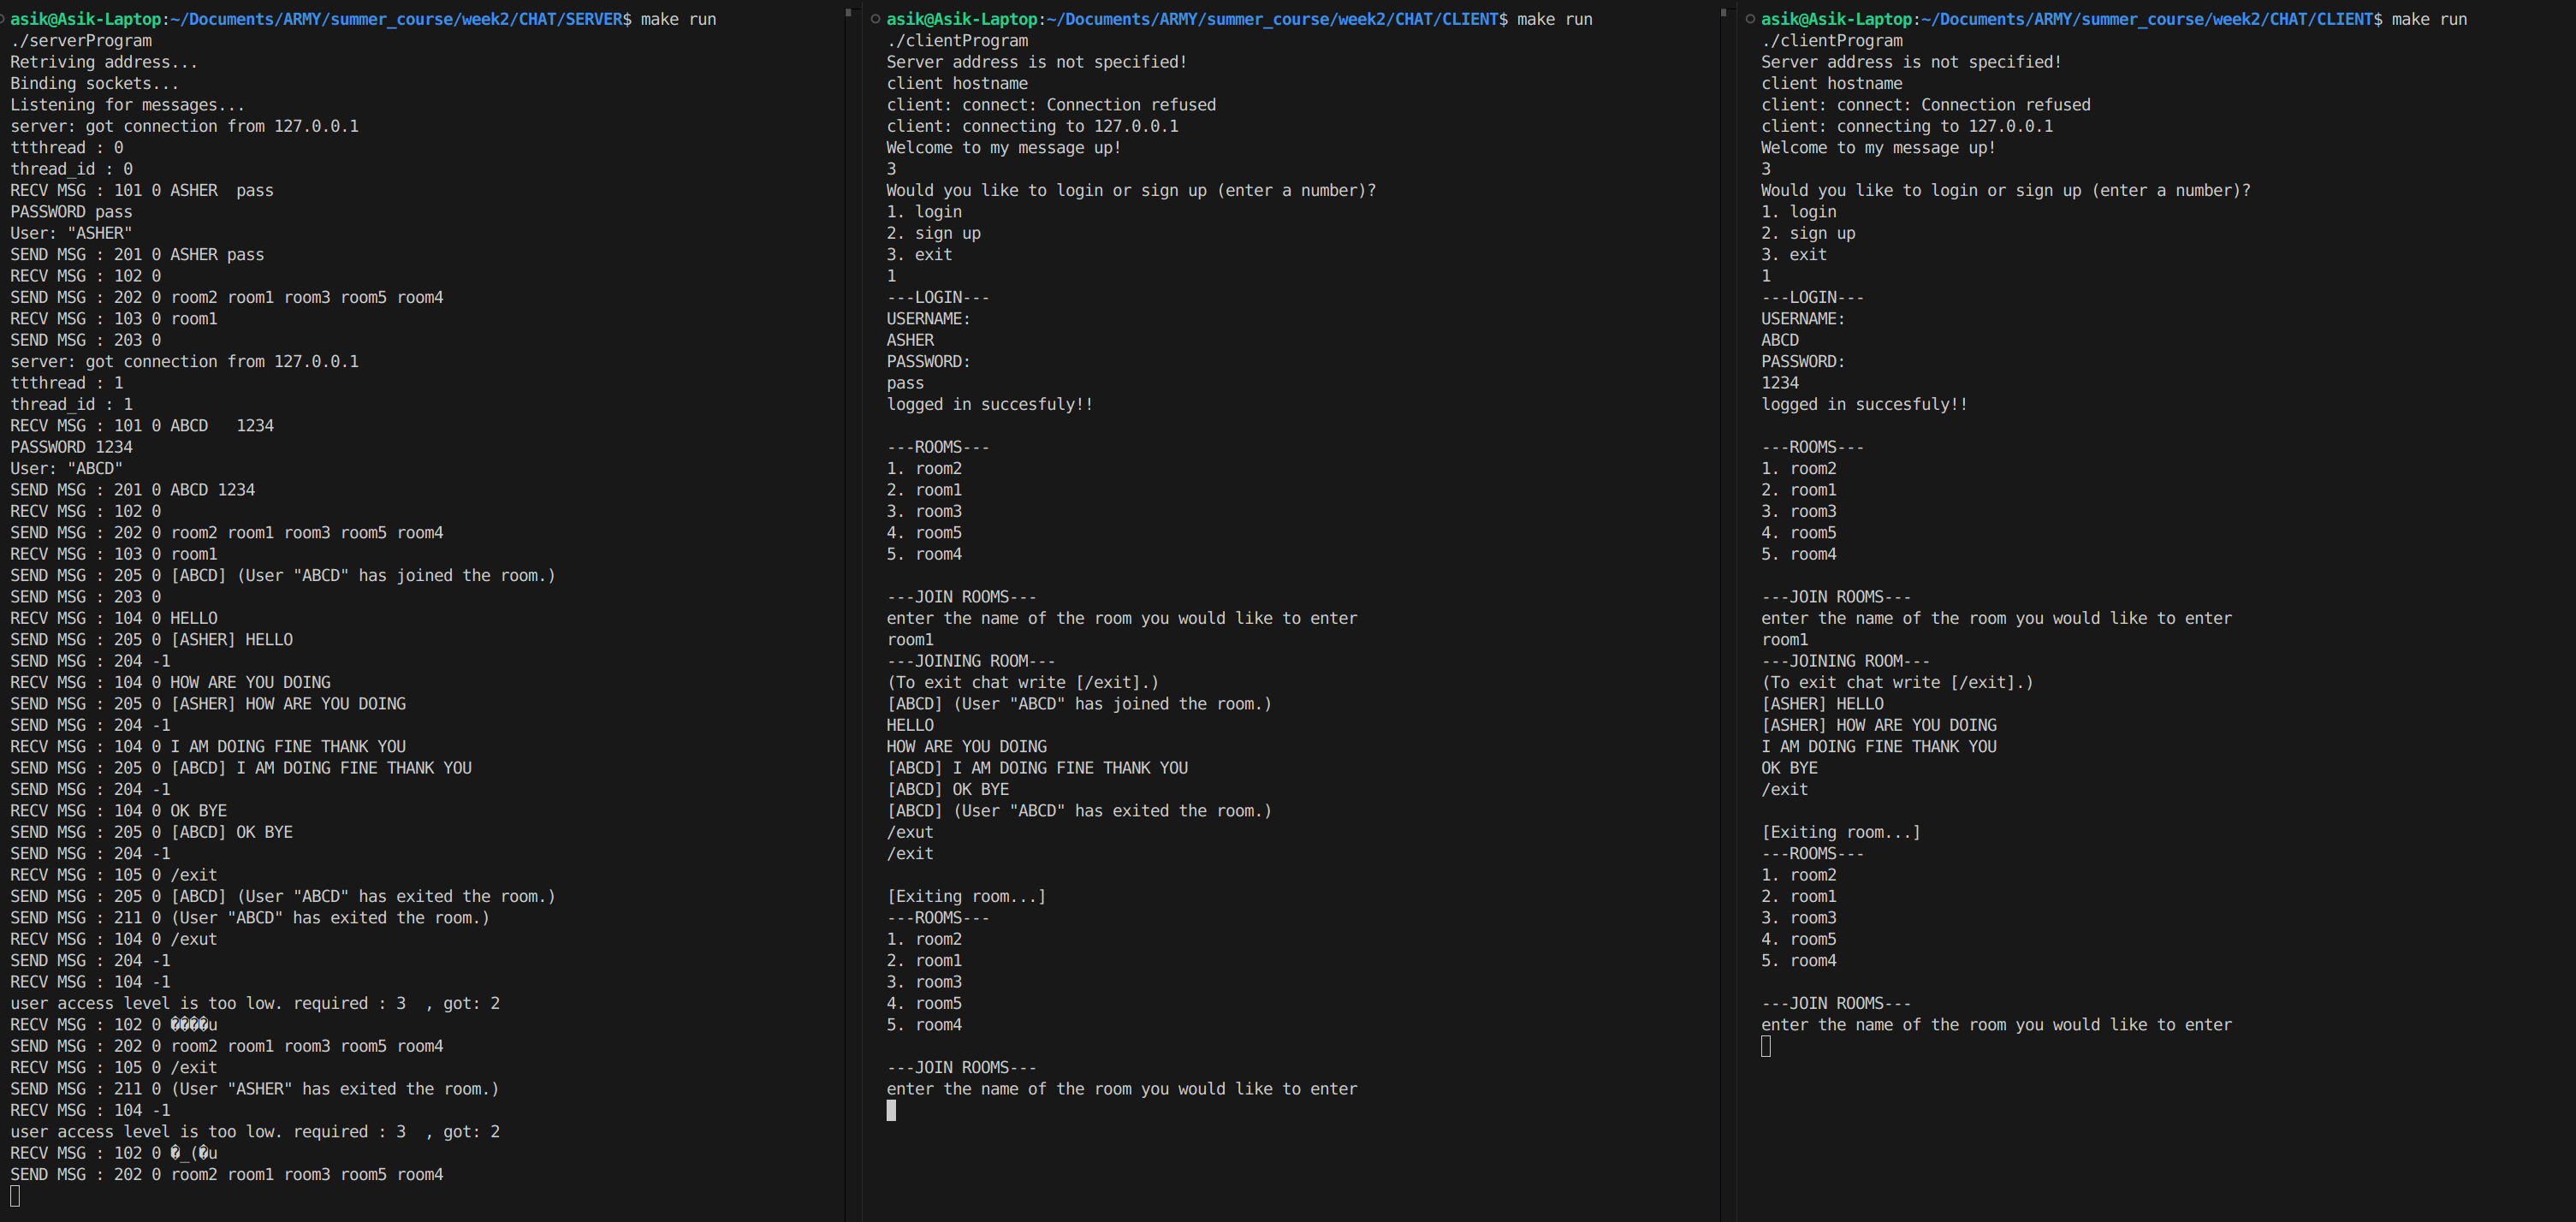 asik@Asik-Laptop:~/Documents/ARMY/summer_course/week2/CHAT/SERVER$ make run
./serverProgram
Retriving address...
Binding sockets...
Listening for messages...
server: got connection from 127.0.0.1
ttthread : 0
thread_id : 0
RECV MSG : 101 0 ASHER  pass
PASSWORD pass
User: "ASHER"
SEND MSG : 201 0 ASHER pass
RECV MSG : 102 0
SEND MSG : 202 0 room2 room1 room3 room5 room4
RECV MSG : 103 0 room1
SEND MSG : 203 0
server: got connection from 127.0.0.1
ttthread : 1
thread_id : 1
RECV MSG : 101 0 ABCD   1234
PASSWORD 1234
User: "ABCD"
SEND MSG : 201 0 ABCD 1234
RECV MSG : 102 0
SEND MSG : 202 0 room2 room1 room3 room5 room4
RECV MSG : 103 0 room1
SEND MSG : 205 0 [ABCD] (User "ABCD" has joined the room.)
SEND MSG : 203 0
RECV MSG : 104 0 HELLO
SEND MSG : 205 0 [ASHER] HELLO
SEND MSG : 204 -1
RECV MSG : 104 0 HOW ARE YOU DOING
SEND MSG : 205 0 [ASHER] HOW ARE YOU DOING
SEND MSG : 204 -1
RECV MSG : 104 0 I AM DOING FINE THANK YOU
SEND MSG : 205 0 [ABCD] I AM DOING FINE THANK YOU
SEND MSG : 204 -1
RECV MSG : 104 0 OK BYE
SEND MSG : 205 0 [ABCD] OK BYE
SEND MSG : 204 -1
RECV MSG : 105 0 /exit
SEND MSG : 205 0 [ABCD] (User "ABCD" has exited the room.)
SEND MSG : 211 0 (User "ABCD" has exited the room.)
RECV MSG : 104 0 /exut
SEND MSG : 204 -1
RECV MSG : 104 -1
user access level is too low. required : 3  , got: 2
RECV MSG : 102 0 ����u
SEND MSG : 202 0 room2 room1 room3 room5 room4
RECV MSG : 105 0 /exit
SEND MSG : 211 0 (User "ASHER" has exited the room.)
RECV MSG : 104 -1
user access level is too low. required : 3  , got: 2
RECV MSG : 102 0 �_(�u
SEND MSG : 202 0 room2 room1 room3 room5 room4
asik@Asik-Laptop:~/Documents/ARMY/summer_course/week2/CHAT/CLIENT$ make run
./clientProgram
Server address is not specified!
client hostname
client: connect: Connection refused
client: connecting to 127.0.0.1
Welcome to my message up!
3
Would you like to login or sign up (enter a number)?
1. login
2. sign up
3. exit
1
---LOGIN---
USERNAME:
ASHER
PASSWORD:
pass
logged in succesfuly!!
---ROOMS---
1. room2
2. room1
3. room3
4. room5
5. room4
---JOIN ROOMS---
enter the name of the room you would like to enter
room1
---JOINING ROOM---
(To exit chat write [/exit].)
[ABCD] (User "ABCD" has joined the room.)
HELLO
HOW ARE YOU DOING
[ABCD] I AM DOING FINE THANK YOU
[ABCD] OK BYE
[ABCD] (User "ABCD" has exited the room.)
/exut
/exit
[Exiting room...]
---ROOMS---
1. room2
2. room1
3. room3
4. room5
5. room4
---JOIN ROOMS---
enter the name of the room you would like to enter
asik@Asik-Laptop:~/Documents/ARMY/summer_course/week2/CHAT/CLIENT$ make run
./clientProgram
Server address is not specified!
client hostname
client: connect: Connection refused
client: connecting to 127.0.0.1
Welcome to my message up!
3
Would you like to login or sign up (enter a number)?
1. login
2. sign up
3. exit
1
---LOGIN---
USERNAME:
ABCD
PASSWORD:
1234
logged in succesfuly!!
---ROOMS---
1. room2
2. room1
3. room3
4. room5
5. room4
---JOIN ROOMS---
enter the name of the room you would like to enter
room1
---JOINING ROOM---
(To exit chat write [/exit].)
[ASHER] HELLO
[ASHER] HOW ARE YOU DOING
I AM DOING FINE THANK YOU
OK BYE
/exit
[Exiting room...]
---ROOMS---
1. room2
2. room1
3. room3
4. room5
5. room4
---JOIN ROOMS---
enter the name of the room you would like to enter